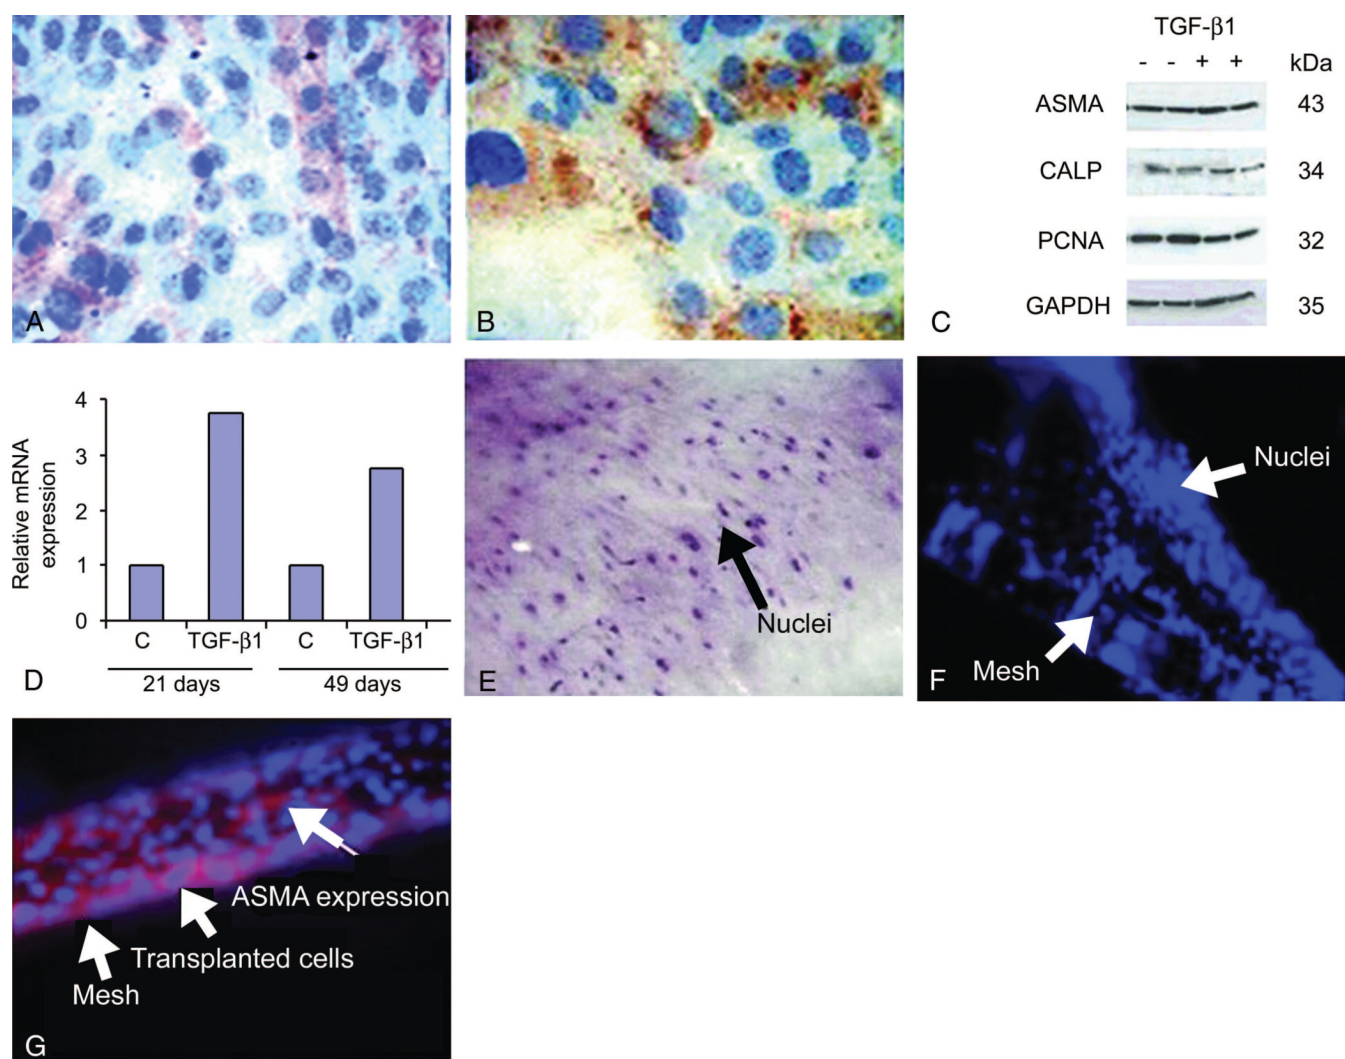 A
B
TGF-β1
- - + + kDa
ASMA 43
CALP 34
PCNA 32
GAPDH 35
C
Relative mRNA
expression
4
3
2
1
0
C TGF-β1 C TGF-β1
21 days 49 days
D
Nuclei
E
Nuclei
Mesh
F
ASMA expression
Transplanted cells
Mesh
G